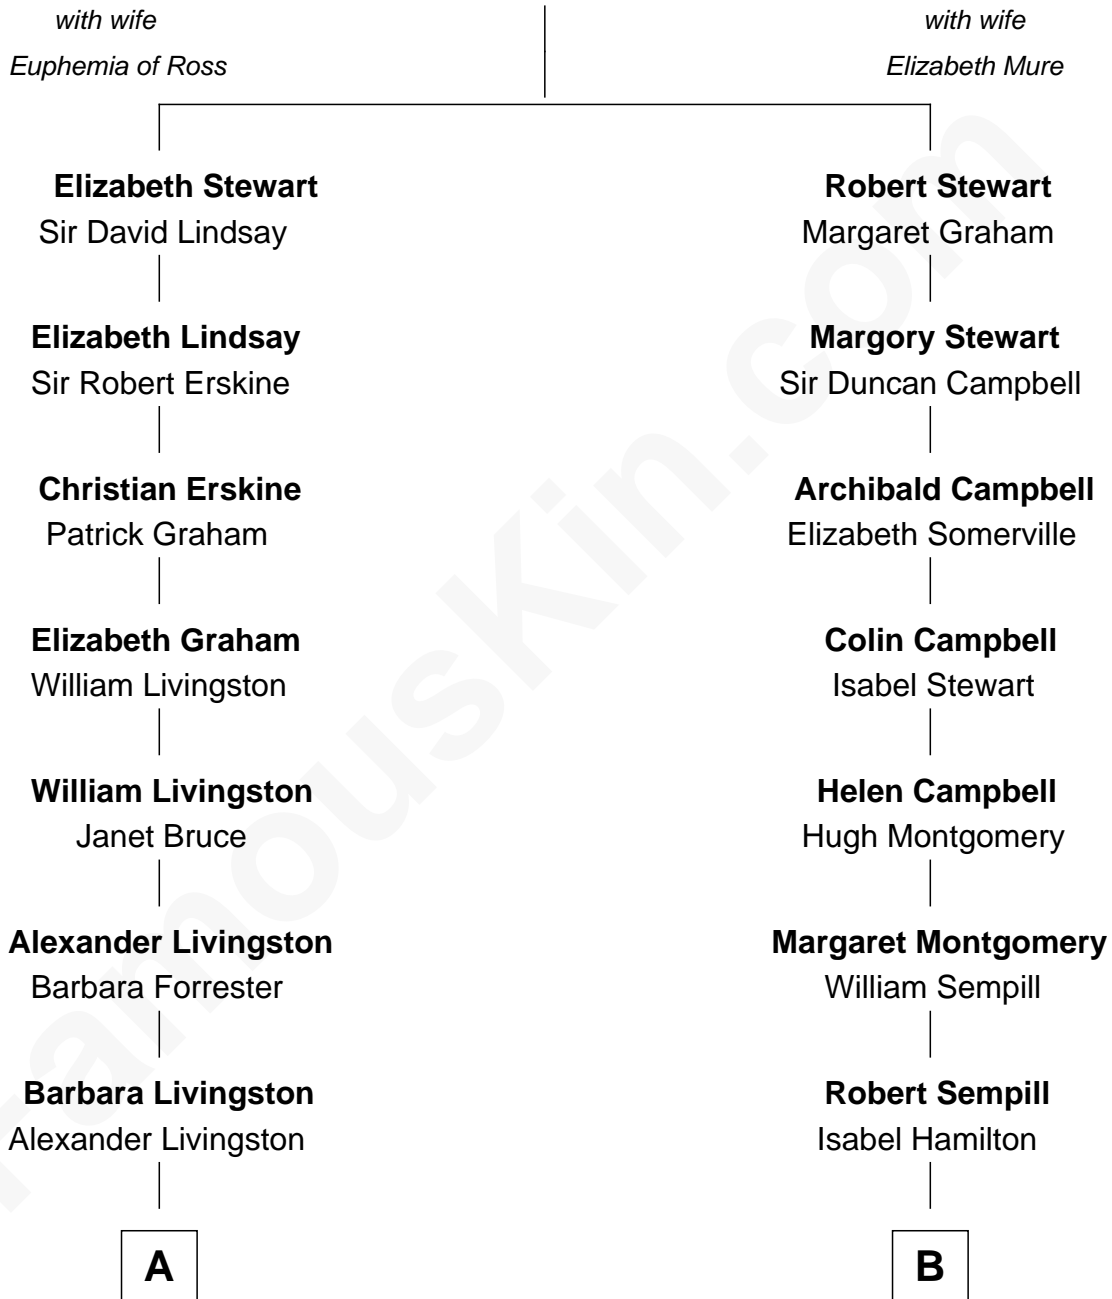 with wife
Euphemia of Ross
with wife
Elizabeth Mure
Elizabeth Stewart
Sir David Lindsay
Robert Stewart
Margaret Graham
Elizabeth Lindsay
Sir Robert Erskine
Margory Stewart
Sir Duncan Campbell
Christian Erskine
Patrick Graham
Archibald Campbell
Elizabeth Somerville
Elizabeth Graham
William Livingston
Colin Campbell
Isabel Stewart
William Livingston
Janet Bruce
Helen Campbell
Hugh Montgomery
Alexander Livingston
Barbara Forrester
Margaret Montgomery
William Sempill
Barbara Livingston
Alexander Livingston
Robert Sempill
Isabel Hamilton
A
B
FamousKin.com